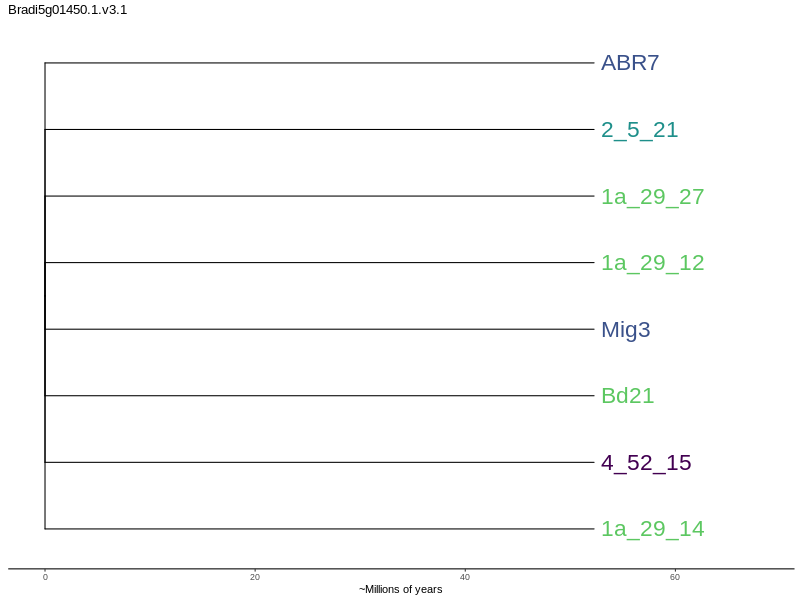 Bradi5g01450.1.v3.1
ABR7
2_5_21
1a_29_27
1a_29_12
Mig3
Bd21
4_52_15
1a_29_14
0 20 40 60
~Millions of years